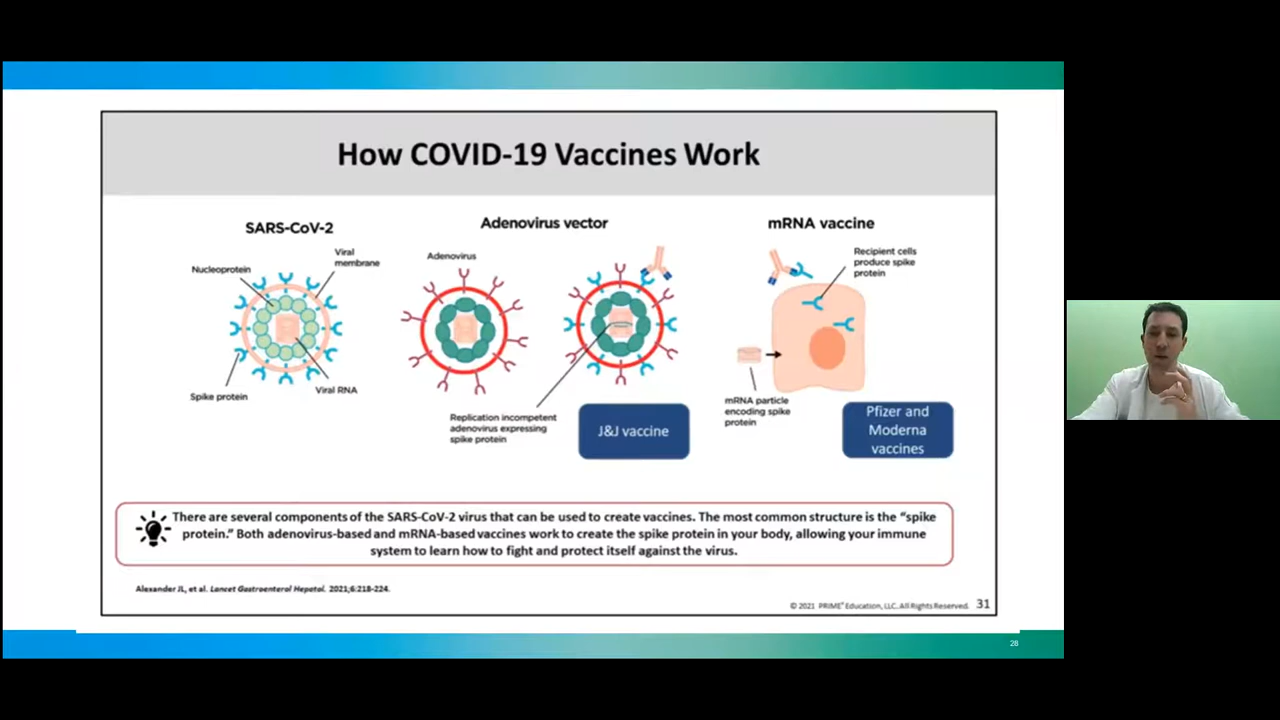 How COVID-19 Vaccines Work
SARS-CoV-2
Nucleoprotein
Viral
membrane
Spike protein
Viral RNA
Adenovirus vector
Adenovirus
Replication incompetent
adenovirus expressing
spike protein
J&J vaccine
mRNA vaccine
Recipient cells
produce spike
protein
mRNA particle
encoding spike
protein
Pfizer and
Moderna
vaccines
There are several components of the SARS-CoV-2 virus that can be used to create vaccines. The most common structure is the “spike
protein.” Both adenovirus-based and mRNA-based vaccines work to create the spike protein in your body, allowing your immune
system to learn how to fight and protect itself against the virus.
Alexander JL, et al. Lancet Gastroenterol Hepatol. 2021;6:218-224.
© 2021 PRIME® Education, LLC. All Rights Reserved. 31
28